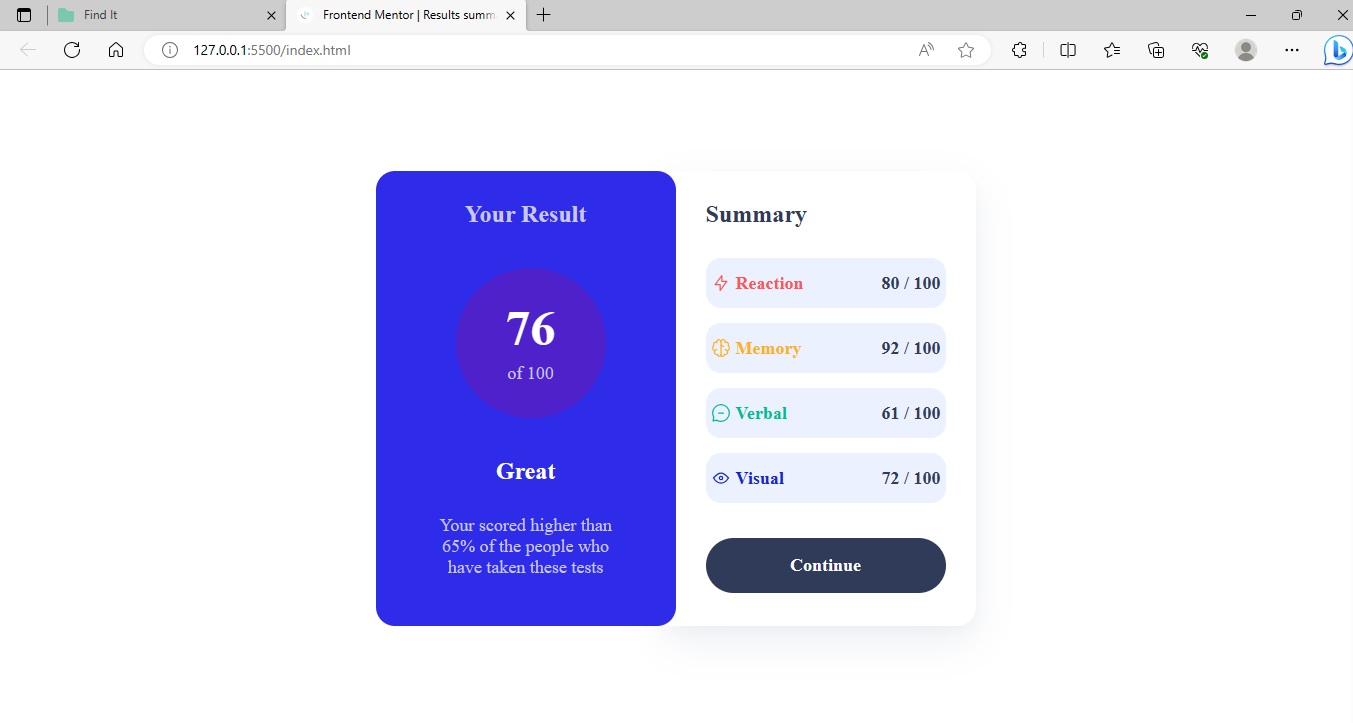 Find It
Frontend Mentor | Results summ
127.0.0.1:5500/index.html
Your Result
76
of 100
Great
Your scored higher than
65% of the people who
have taken these tests
Summary
Reaction 80 / 100
Memory 92 / 100
Verbal 61 / 100
Visual 72 / 100
Continue